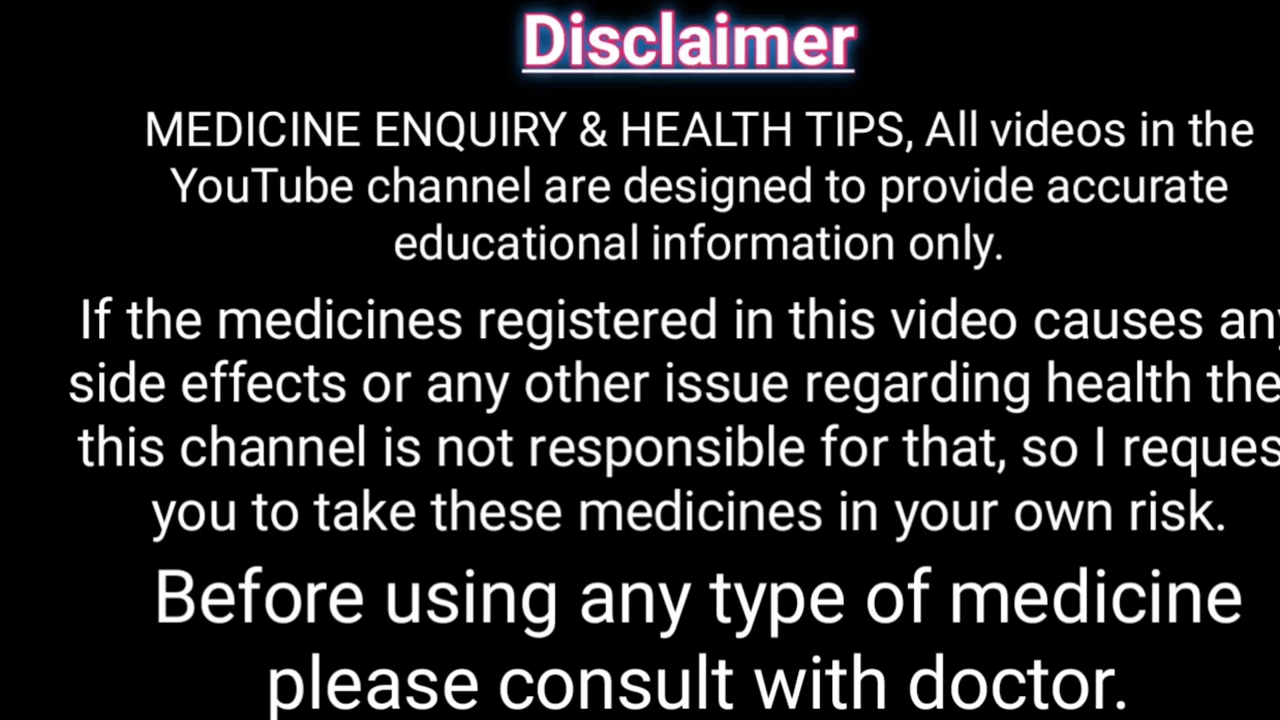 Disclaimer
MEDICINE ENQUIRY & HEALTH TIPS, All videos in the
YouTube channel are designed to provide accurate
educational information only.
If the medicines registered in this video causes any
side effects or any other issue regarding health the
this channel is not responsible for that, so I reques
you to take these medicines in your own risk.
Before using any type of medicine
please consult with doctor.